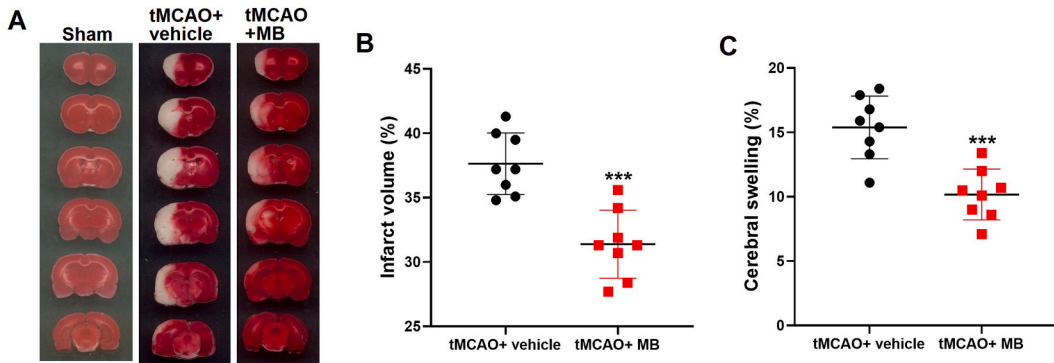 A
Sham
tMCAO+
vehicle
tMCAO
+MB
B
Infarct volume (%)
45
40
35
30
25
***
tMCAO+ vehicle
tMCAO+ MB
C
Cerebral swelling (%)
20
15
10
5
0
***
tMCAO+ vehicle
tMCAO+ MB